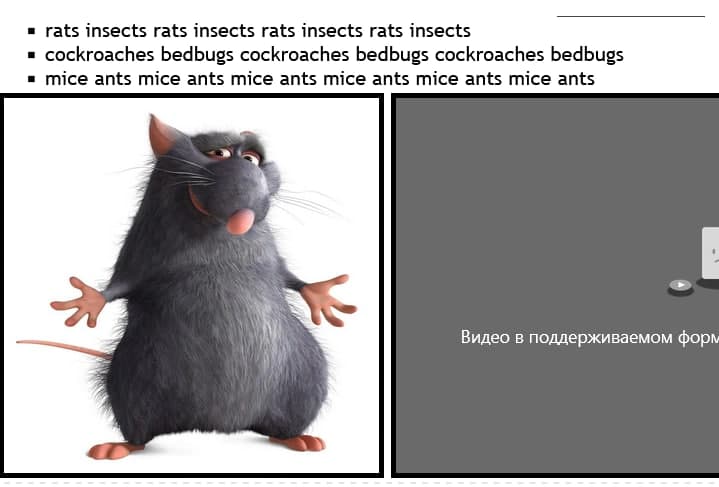 rats insects rats insects rats insects rats insects
cockroaches bedbugs cockroaches bedbugs cockroaches bedbugs
mice ants mice ants mice ants mice ants mice ants mice ants
Видео в поддерживаемом форм